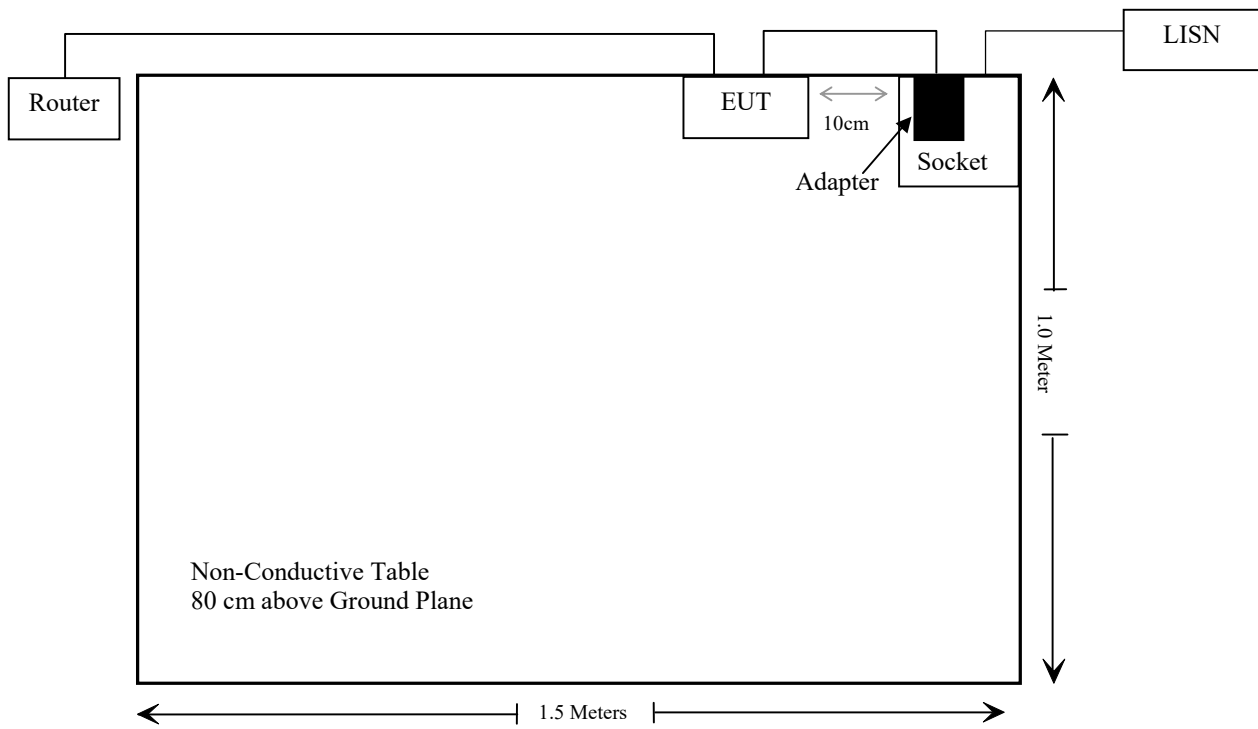 LISN
Router
EUT
10cm
Adapter
Socket
1.0 Meter
Non-Conductive Table
80 cm above Ground Plane
1.5 Meters